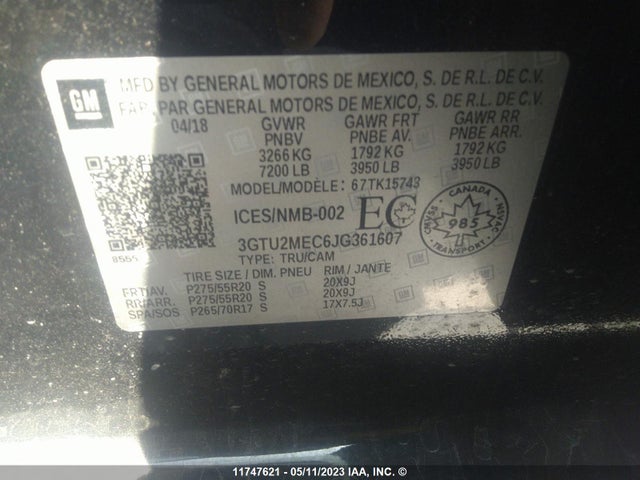 GM
MFD BY GENERAL MOTORS DE MEXICO, S. DE R.L. DE C.V.
FAB. PAR GENERAL MOTORS DE MEXICO, S. DE R.L. DE C.V.
04/18 GVWR GAWR FRT GAWR RR
PNBV PNBE AV. PNBE ARR.
3266 KG 1792 KG 1792 KG
7200 LB 3950 LB 3950 LB
MODEL/MODÈLE: 67TK15743
ICES/NMB-002 EC
CANADA
985
TRANSPORT
3GTU2MEC6JG361607
8555
TYPE: TRU/CAM
TIRE SIZE / DIM. PNEU RIM / JANTE
FRT/AV. P275/55R20 S 20X9J
RR/ARR. P275/55R20 S 20X9J
SPA/SOS P265/70R17 S 17X7.5J
11747621 - 05/11/2023 IAA, INC. ©